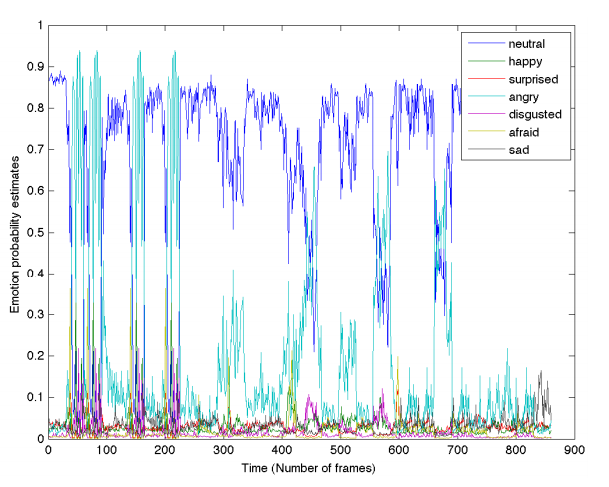 1
0.9
0.8
0.7
0.6
0.5
0.4
0.3
0.2
0.1
0
Emotion probability estimates
neutral
happy
surprised
angry
disgusted
afraid
sad
0 100 200 300 400 500 600 700 800 900
Time (Number of frames)